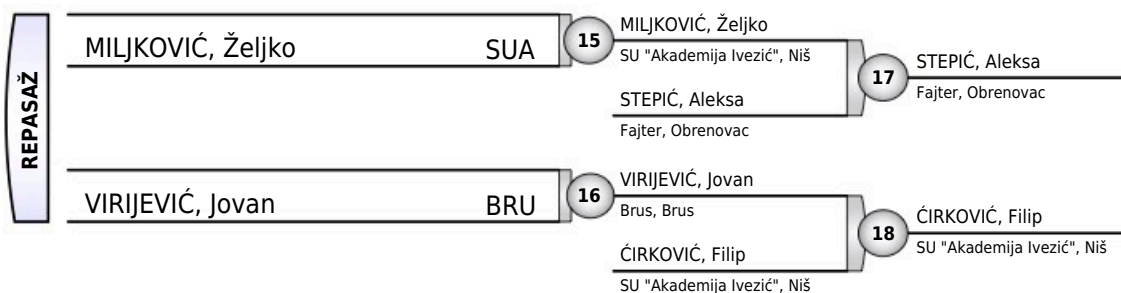 REPASAŽ
MILJKOVIĆ, Željko SUA
15
MILJKOVIĆ, Željko
SU "Akademija Ivezić", Niš
STEPIĆ, Aleksa
Fajter, Obrenovac
17
STEPIĆ, Aleksa
Fajter, Obrenovac
VIRIJEVIĆ, Jovan BRU
16
VIRIJEVIĆ, Jovan
Brus, Brus
ĆIRKOVIĆ, Filip
SU "Akademija Ivezić", Niš
18
ĆIRKOVIĆ, Filip
SU "Akademija Ivezić", Niš